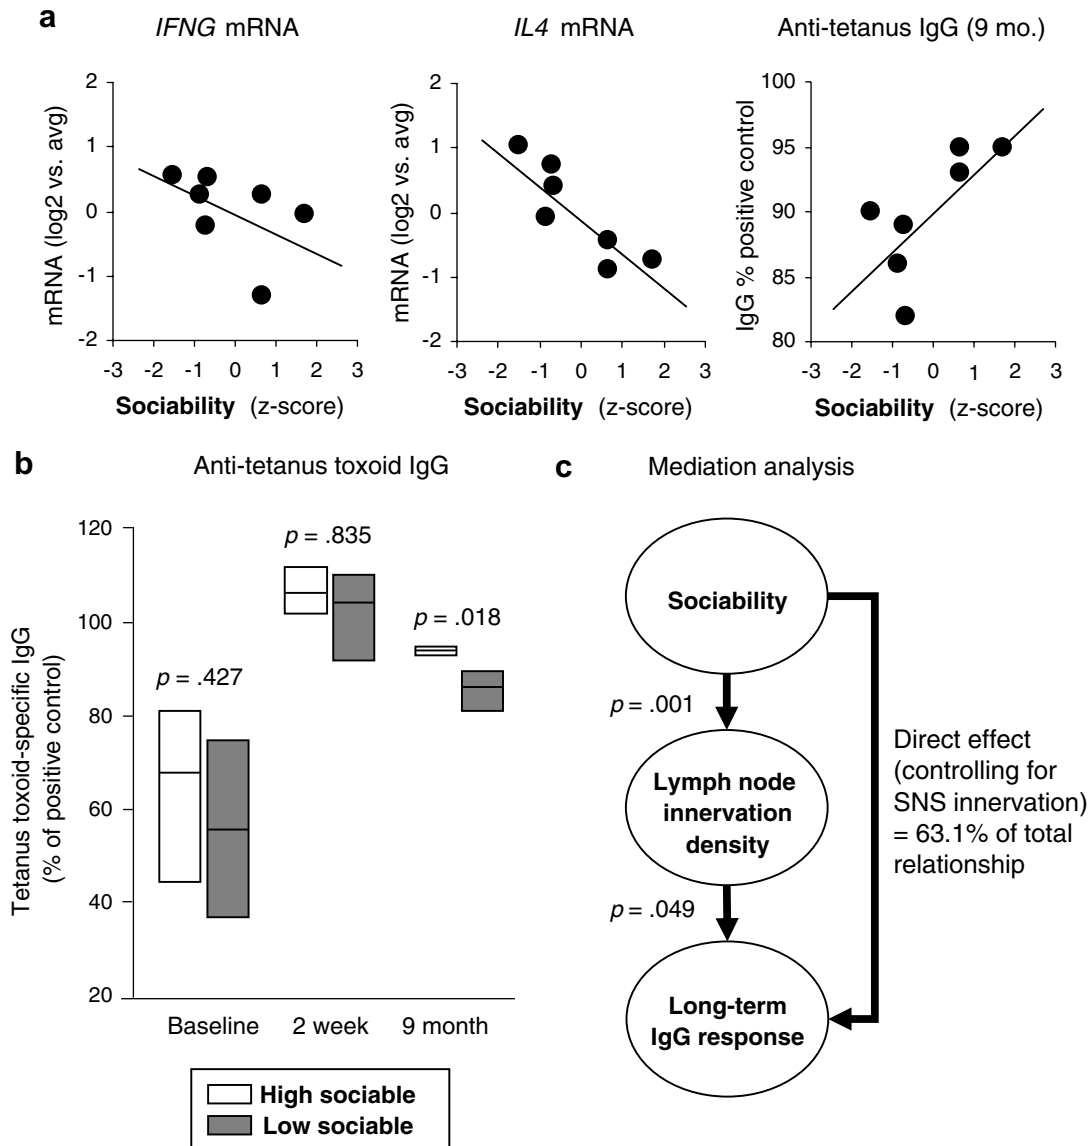 a
IFNG mRNA
IL4 mRNA
Anti-tetanus IgG (9 mo.)
mRNA (log2 vs. avg)
2
1
0
-1
-2
-3 -2 -1 0 1 2 3
Sociability (z-score)
mRNA (log2 vs. avg)
2
1
0
-1
-2
-3 -2 -1 0 1 2 3
Sociability (z-score)
IgG % positive control
100
95
90
85
80
-3 -2 -1 0 1 2 3
Sociability (z-score)
b
Anti-tetanus toxoid IgG
Tetanus toxoid-specific IgG
(% of positive control)
120
100
80
60
40
20
p = .427
p = .835
p = .018
Baseline 2 week 9 month
High sociable
Low sociable
c
Mediation analysis
Sociability
p = .001
Lymph node
innervation
density
p = .049
Long-term
IgG response
Direct effect
(controlling for
SNS innervation)
= 63.1% of total
relationship